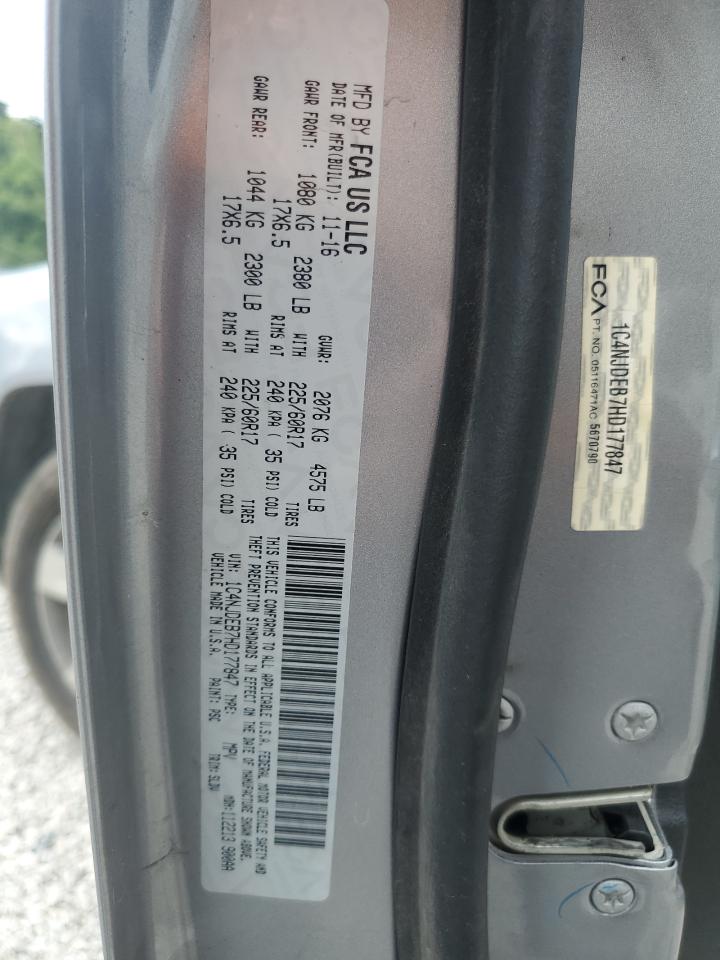 MFD BY FCA US LLC
DATE OF MFR(BUILT): 11-16 GVWR: 2076 KG 4575 LB
GAWR FRONT: 1080 KG 2380 LB WITH 225/60R17 TIRES
17X6.5 RIMS AT 240 KPA ( 35 PSI) COLD
GAWR REAR: 1044 KG 2300 LB WITH 225/60R17 TIRES
17X6.5 RIMS AT 240 KPA ( 35 PSI) COLD
THIS VEHICLE CONFORMS TO ALL APPLICABLE U.S.A. FEDERAL MOTOR VEHICLE SAFETY AND
THEFT PREVENTION STANDARDS IN EFFECT ON THE DATE OF MANUFACTURE SHOWN ABOVE.
VIN: 1C4NJDEB7HD177847 TYPE: MPV MDH:112213 900AA
VEHICLE MADE IN U.S.A. PAINT: PSC TRIM:
1C4NJDEB7HD177847
FCA PT. NO. 05116471AC 5670790